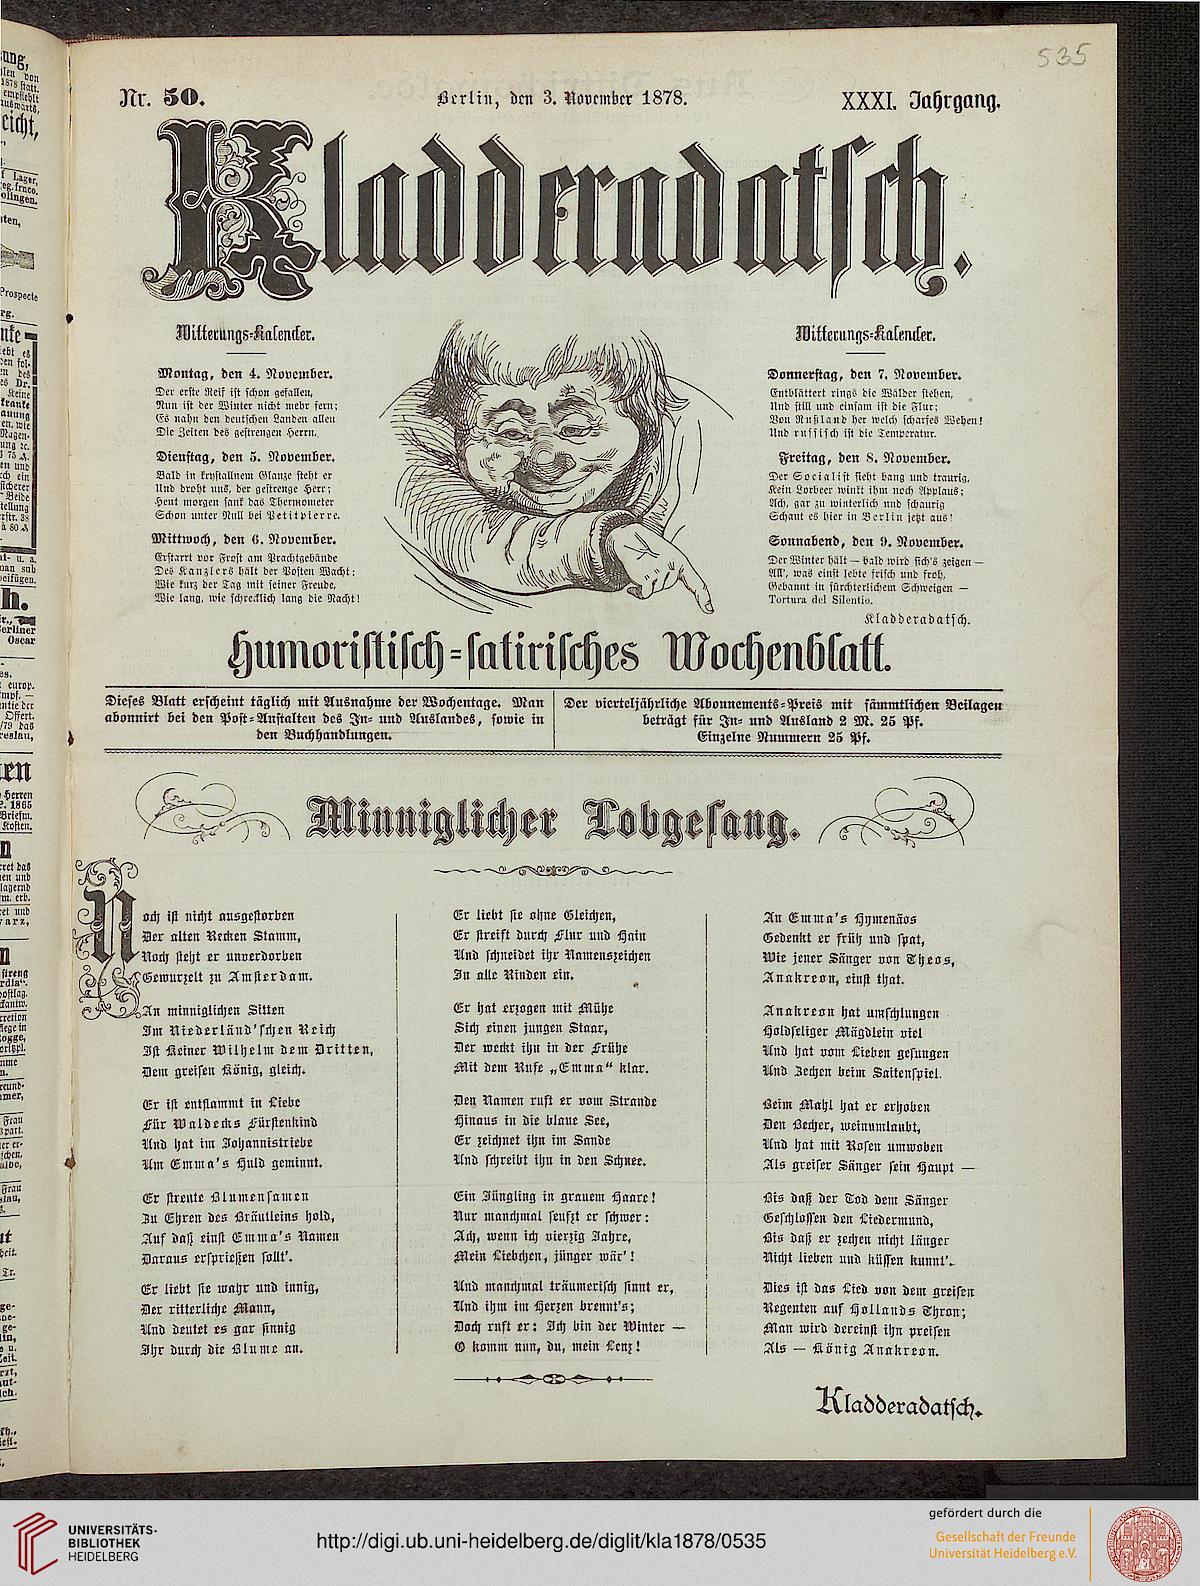 535
Nr. 50.
Berlin, den 3. November 1878.
XXXI. Jahrgang.
Kladderadatsch.
Witterungs-Kalender.
Montag, den 4. November.
Der erste Reif ist schon gefallen,
Nun ist der Winter nicht mehr fern;
Es nahn den deutschen Landen allen
Die Zeiten des gestrengen Herrn.
Dienstag, den 5. November.
Bald in krystallnem Glanze steht er
Und droht uns, der gestrenge Herr;
Heut morgen sank das Thermometer
Schon unter Null bei Petitpierre.
Mittwoch, den 6. November.
Erstarrt vor Frost am Prachtgebäude
Des Kanzlers hält der Posten Wacht:
Wie kurz der Tag mit seiner Freude,
Wie lang, wie schrecklich lang die Nacht!
Witterungs-Kalender.
Donnerstag, den 7. November.
Entblättert rings die Wälder stehen,
Und still und einsam ist die Flur;
Von Rußland her welch scharfes Wehen!
Und russisch ist die Temperatur.
Freitag, den 8. November.
Der Socialist sieht bang und traurig,
Kein Lorbeer winkt ihm noch Applaus;
Ach, gar zu winterlich und schaurig
Schaut es hier in Berlin jetzt aus!
Sonnabend, den 9. November.
Der Winter hält — bald wird sich's zeigen —
All', was einst lebte frisch und froh,
Gebannt in fürchterlichem Schweigen —
Tortura del Silentio.
Kladderadatsch.
Humoristisch-satirisches Wochenblatt.
Dieses Blatt erscheint täglich mit Ausnahme der Wochentage. Man
abonnirt bei den Post-Anstalten des In- und Auslandes, sowie in
den Buchhandlungen.
Der vierteljährliche Abonnements-Preis mit sämmtlichen Beilagen
beträgt für In- und Ausland 2 M. 25 Pf.
Einzelne Nummern 25 Pf.
Minniglicher Lobgesang.
Noch ist nicht ausgestorben
Der alten Recken Stamm,
Noch steht er unverdorben
Gewurzelt zu Amsterdam.
An minniglichen Sitten
Im Niederländ'schen Reich
Ist Keiner Wilhelm dem Dritten,
Dem greisen König, gleich.
Er ist entflammt in Liebe
Für Waldecks Fürstenkind
Und hat im Johannistriebe
Um Emma's Huld geminnt.
Er streute Blumensamen
Zu Ehren des Bräutleins hold,
Auf daß einst Emma's Namen
Daraus ersprießen sollt'.
Er liebt sie wahr und innig,
Der ritterliche Mann,
Und deutet es gar sinnig
Ihr durch die Blume an.
Er liebt sie ohne Gleichen,
Er streift durch Flur und Hain
Und schneidet ihr Namenszeichen
In alle Rinden ein.
Er hat erzogen mit Mühe
Sich einen jungen Staar,
Der weckt ihn in der Frühe
Mit dem Rufe „Emma“ klar.
Den Namen ruft er vom Strande
Hinaus in die blaue See,
Er zeichnet ihn im Sande
Und schreibt ihn in den Schnee.
Ein Jüngling in grauem Haare!
Nur manchmal seufzt er schwer:
Ach, wenn ich vierzig Jahre,
Mein Liebchen, jünger wär'!
Und manchmal träumerisch sinnt er,
Und ihm im Herzen brennt's;
Doch ruft er: Ich bin der Winter —
O komm nun, du, mein Lenz!
An Emma's Hymenäos
Gedenkt er früh und spat,
Wie jener Sänger von Theos,
Anakreon, einst that.
Anakreon hat umschlungen
Holdseliger Mägdlein viel
Und hat vom Lieben gesungen
Und Zechen beim Saitenspiel.
Beim Mahl hat er erhoben
Den Becher, weinumlaubt,
Und hat mit Rosen umwoben
Als greiser Sänger sein Haupt —
Bis daß der Tod dem Sänger
Geschlossen den Liedermund,
Bis daß er zechen nicht länger
Nicht lieben und küssen kunnt'.
Dies ist das Lied von dem greisen
Regenten auf Hollands Thron;
Man wird dereinst ihn preisen
Als — König Anakreon.
Kladderadatsch.
UNIVERSITÄTS-
BIBLIOTHEK
HEIDELBERG
http://digi.ub.uni-heidelberg.de/diglit/kla1878/0535
gefördert durch die
Gesellschaft der Freunde
Universität Heidelberg e.V.